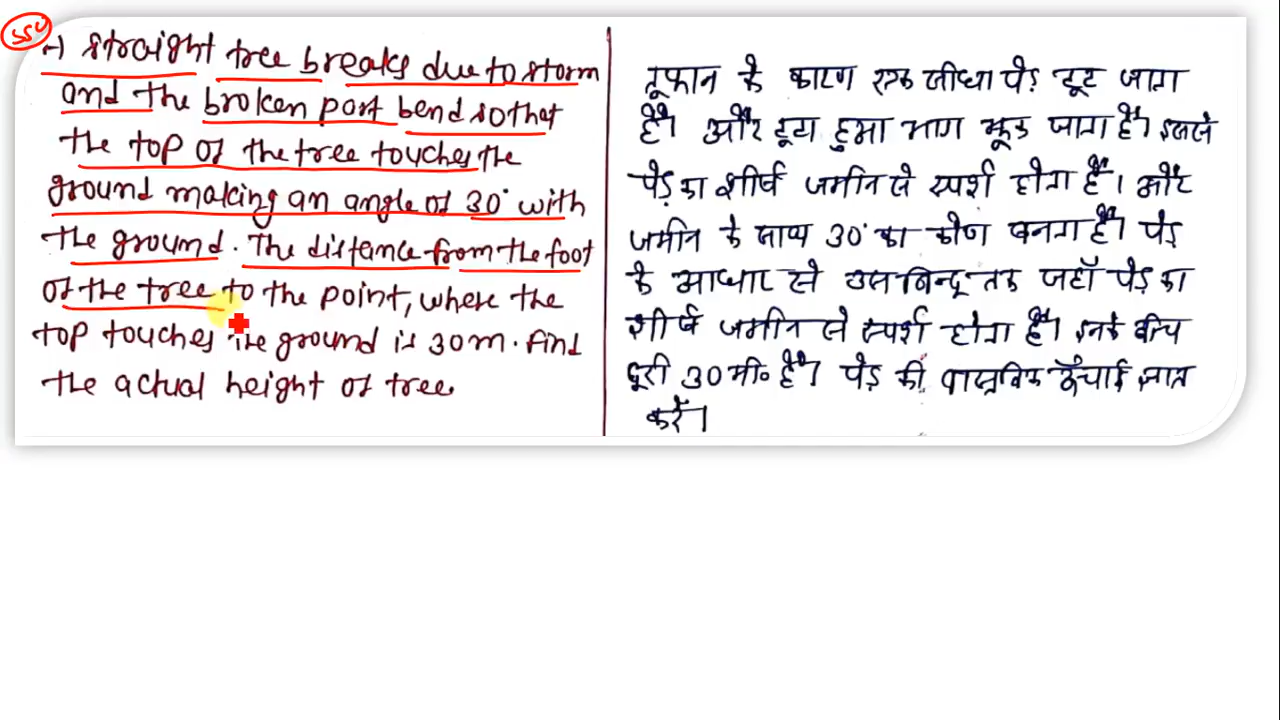 SSC
→ straight tree breaks due to storm
and the broken part bend so that
the top of the tree touches the
ground making an angle of 30° with
the ground. The distance from the foot
of the tree to the point, where the
top touches the ground is 30m. find
the actual height of tree
तूफान के कारण एक सीधा पेड़ टूट जाता
है। और टूटा हुआ भाग झुक जाता है। इससे
पेड़ का शीर्ष जमीन से स्पर्श होता है। और
जमीन के साथ 30° का कोण बनता है। पेड़
के आधार से उस बिन्दू तक जहाँ पेड़ का
शीर्ष जमीन से स्पर्श होता है। इनके बीच
दूरी 30 मी० है। पेड़ की वास्तविक ऊँचाई ज्ञात
करें।